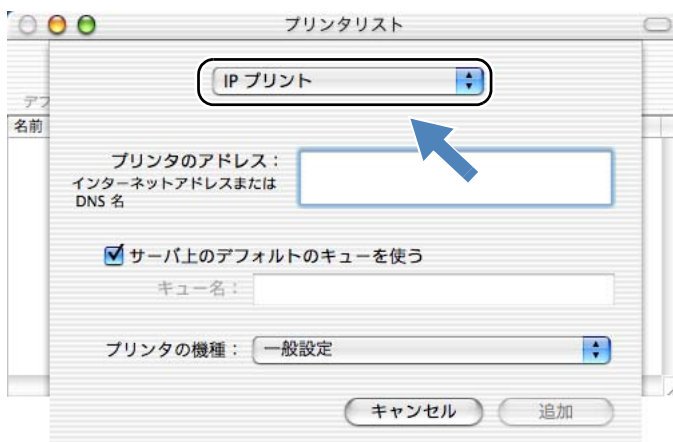 プリンタリスト
IP プリント
デフ
名前
プリンタのアドレス：
インターネットアドレスまたは
DNS 名
サーバ上のデフォルトのキューを使う
キュー名：
プリンタの機種： 一般設定
キャンセル 追加